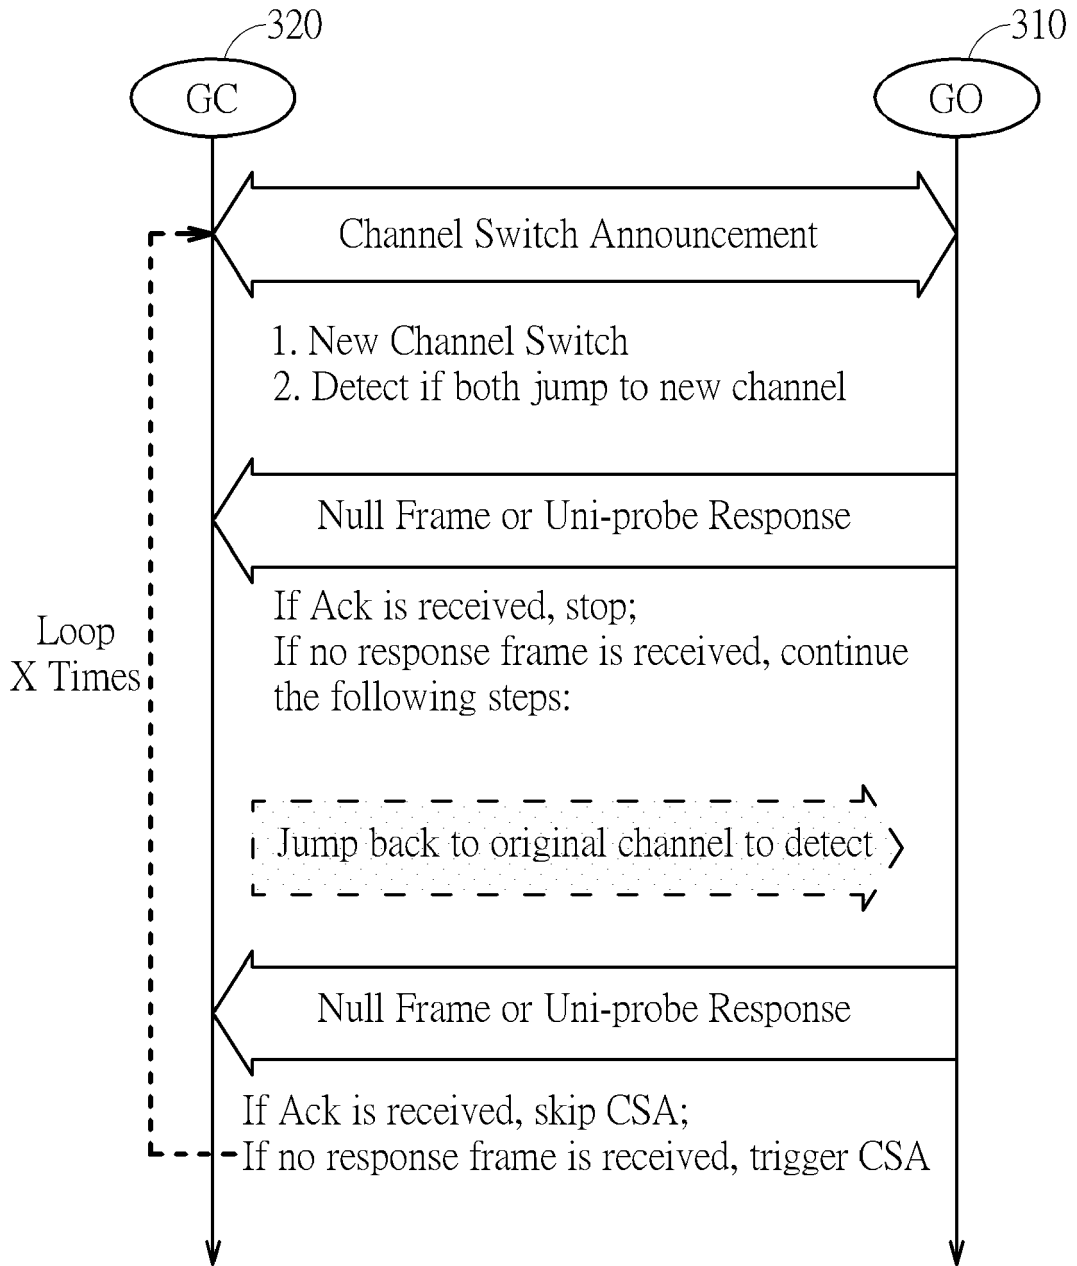 320
310
GC
GO
Channel Switch Announcement
1. New Channel Switch
2. Detect if both jump to new channel
Null Frame or Uni-probe Response
If Ack is received, stop;
If no response frame is received, continue
the following steps:
Loop
X Times
Jump back to original channel to detect
Null Frame or Uni-probe Response
If Ack is received, skip CSA;
If no response frame is received, trigger CSA